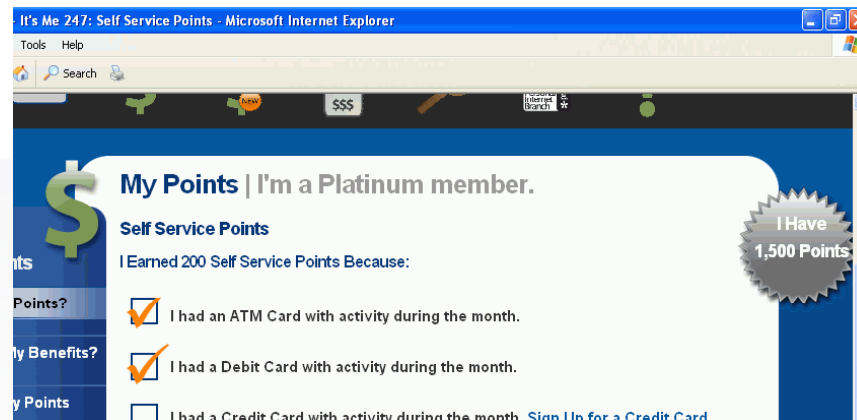 - It's Me 247: Self Service Points - Microsoft Internet Explorer
Tools Help
Search
NEW
$$$
Internet
Branch
My Points | I'm a Platinum member.
I Have
1,500 Points
Self Service Points
I Earned 200 Self Service Points Because:
nts
Points?
I had an ATM Card with activity during the month.
My Benefits?
I had a Debit Card with activity during the month.
y Points
I had a Credit Card with activity during the month. Sign Up for a Credit Card